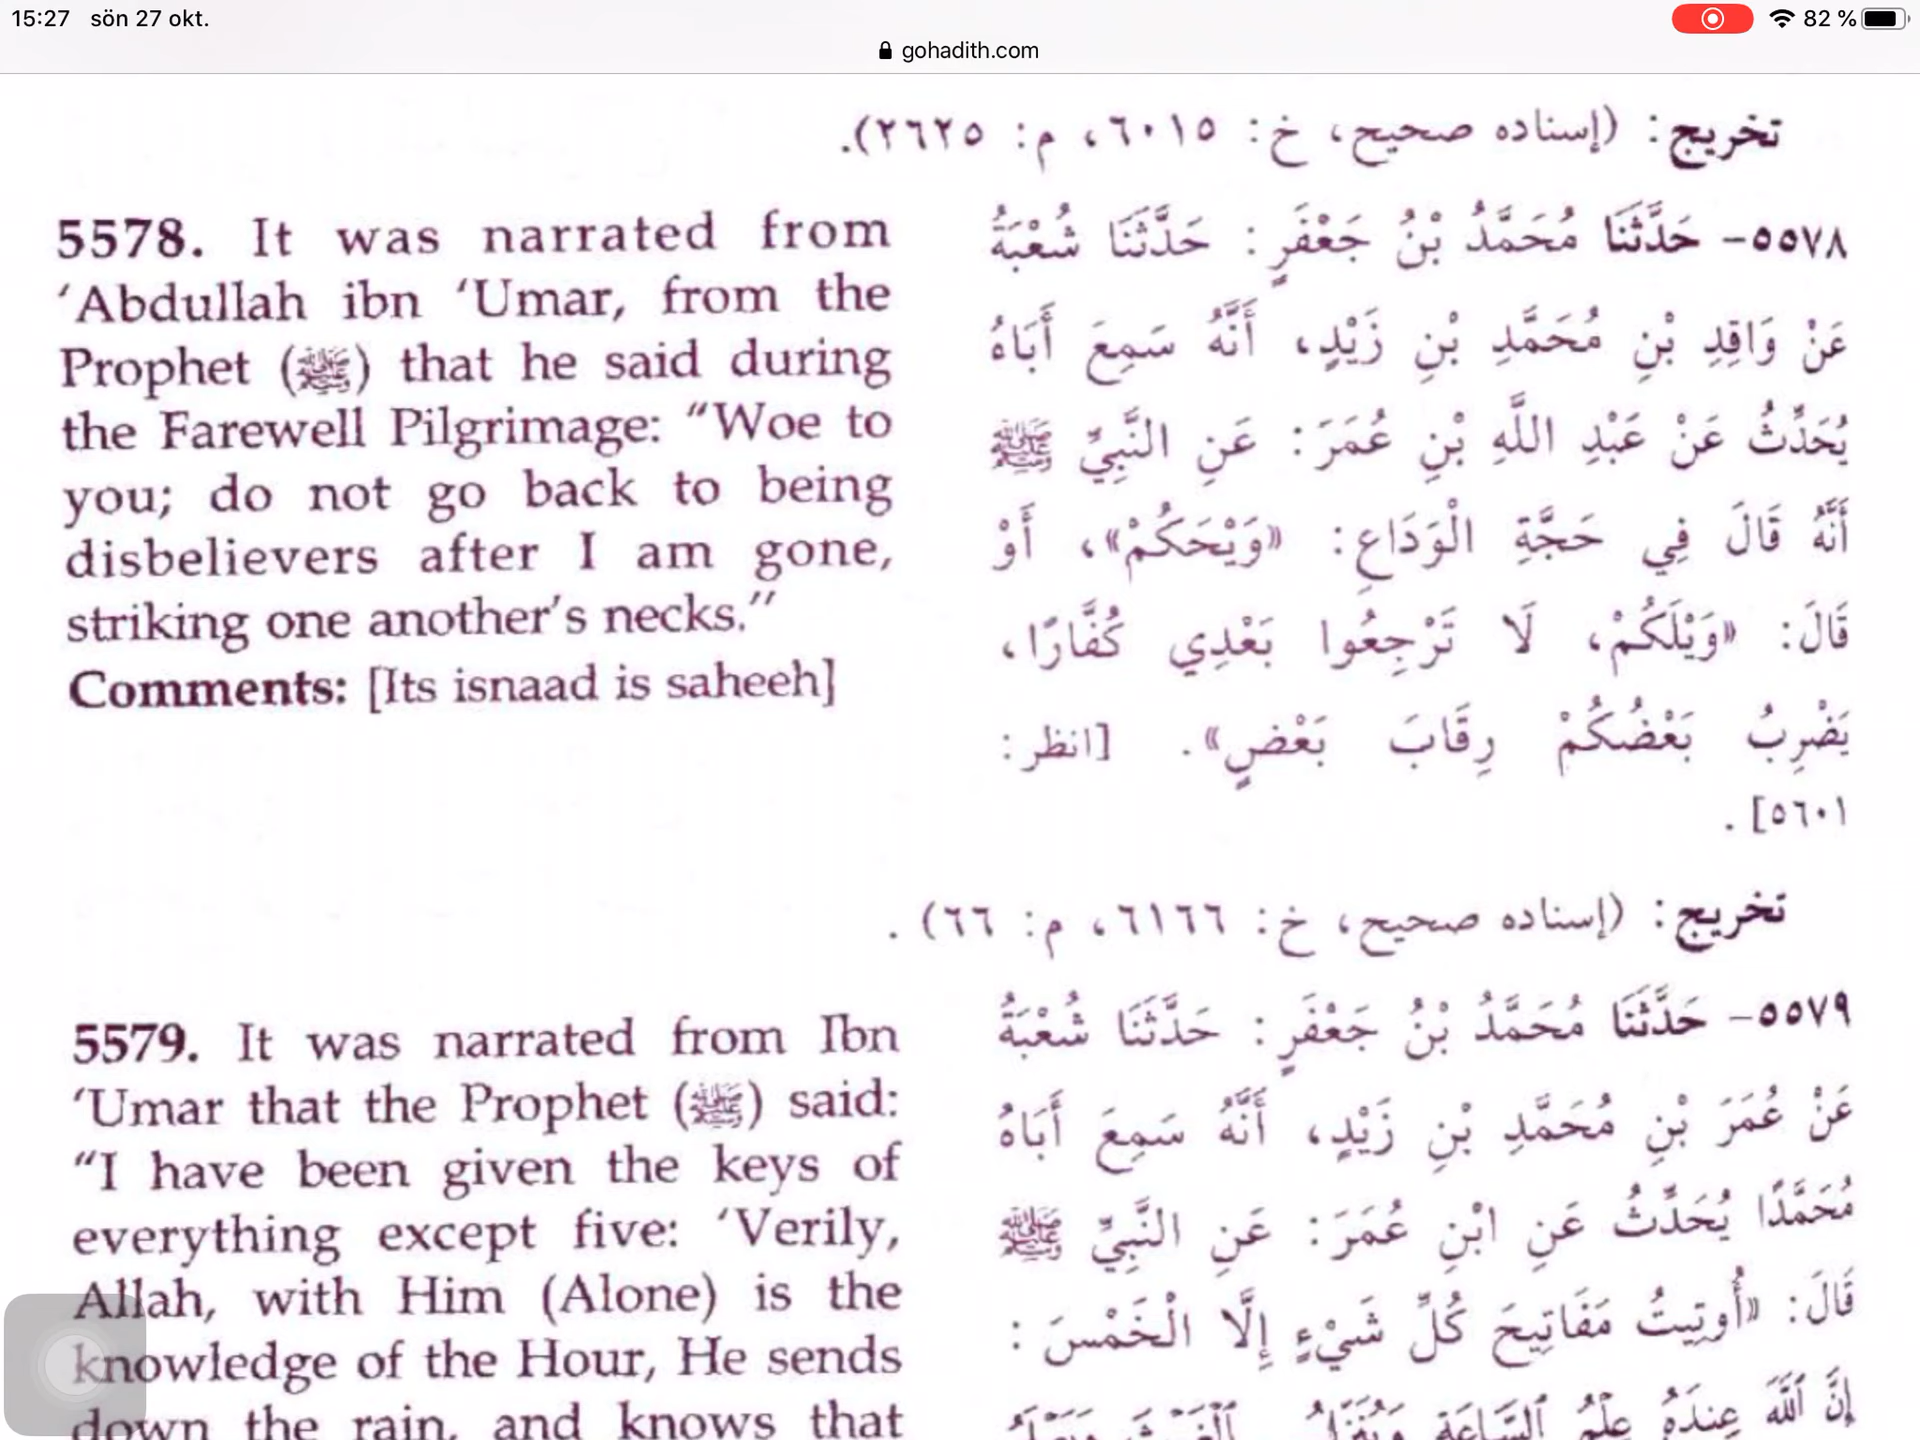 15:27 sön 27 okt.
82 %
gohadith.com
تخريج: (إسناده صحيح، خ: ٦٠١٥، م: ٢٦٢٥).
5578. It was narrated from
‘Abdullah ibn ‘Umar, from the
Prophet (ﷺ) that he said during
the Farewell Pilgrimage: “Woe to
you; do not go back to being
disbelievers after I am gone,
striking one another’s necks.”
Comments: [Its isnaad is saheeh]
٥٥٧٨- حَدَّثَنَا مُحَمَّدُ بْنُ جَعْفَرٍ: حَدَّثَنَا شُعْبَةُ
عَنْ وَاقِدِ بْنِ مُحَمَّدِ بْنِ زَيْدٍ، أَنَّهُ سَمِعَ أَبَاهُ
يُحَدِّثُ عَنْ عَبْدِ اللَّهِ بْنِ عُمَرَ: عَنِ النَّبِيِّ ﷺ
أَنَّهُ قَالَ فِي حَجَّةِ الْوَدَاعِ: «وَيْحَكُمْ»، أَوْ
قَالَ: «وَيْلَكُمْ، لَا تَرْجِعُوا بَعْدِي كُفَّارًا،
يَضْرِبُ بَعْضُكُمْ رِقَابَ بَعْضٍ». [انظر:
٥٦٠١].
تخريج: (إسناده صحيح، خ: ٦١٦٦، م: ٦٦).
5579. It was narrated from Ibn
‘Umar that the Prophet (ﷺ) said:
“I have been given the keys of
everything except five: ‘Verily,
Allah, with Him (Alone) is the
knowledge of the Hour, He sends
down the rain, and knows that
٥٥٧٩- حَدَّثَنَا مُحَمَّدُ بْنُ جَعْفَرٍ: حَدَّثَنَا شُعْبَةُ
عَنْ عُمَرَ بْنِ مُحَمَّدِ بْنِ زَيْدٍ، أَنَّهُ سَمِعَ أَبَاهُ
مُحَمَّدًا يُحَدِّثُ عَنِ ابْنِ عُمَرَ: عَنِ النَّبِيِّ ﷺ
قَالَ: «أُوتِيتُ مَفَاتِيحَ كُلِّ شَيْءٍ إِلَّا الْخَمْسَ:
إِنَّ ٱللَّهَ عِندَهُ عِلْمُ ٱلسَّاعَةِ وَيُنَزِّلُ ٱلْغَيْثَ